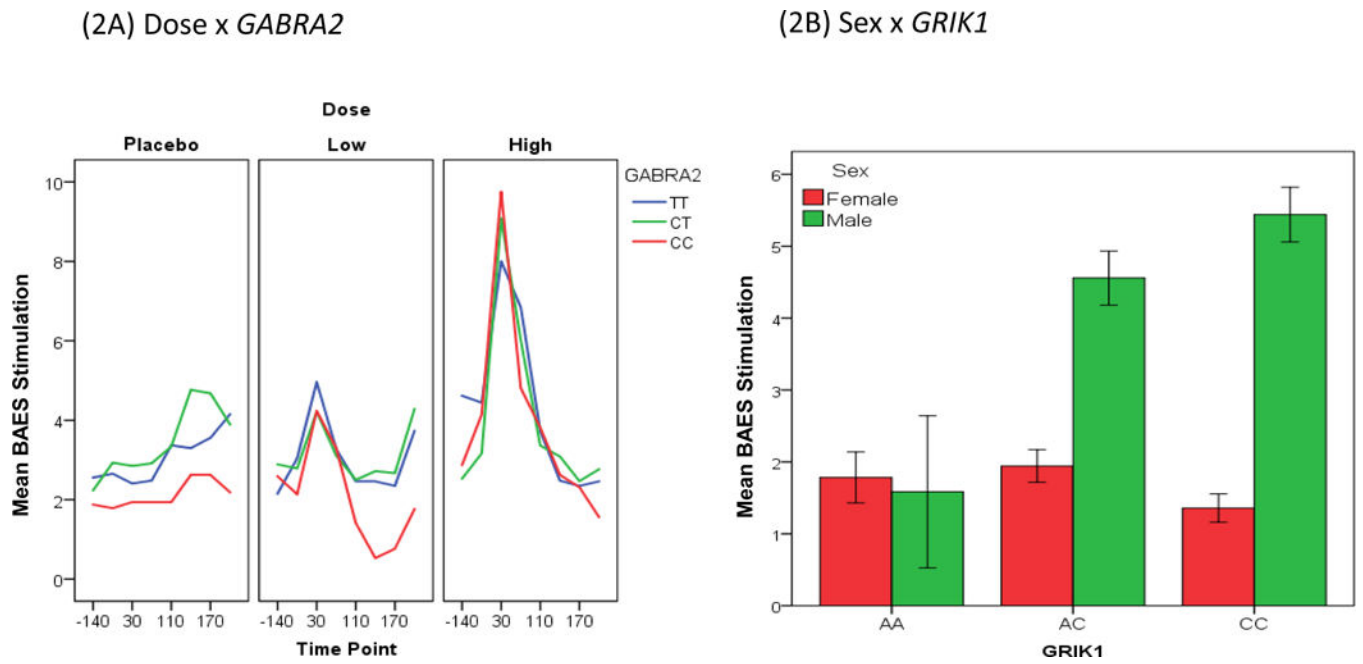 (2A) Dose x GABRA2
Dose
Placebo
Low
High
GABRA2
TT
CT
CC
Mean BAES Stimulation
10
8
6
4
2
0
-140 30 110 170
-140 30 110 170
-140 30 110 170
Time Point
(2B) Sex x GRIK1
Sex
Female
Male
Mean BAES Stimulation
6
5
4
3
2
1
0
AA AC CC
GRIK1